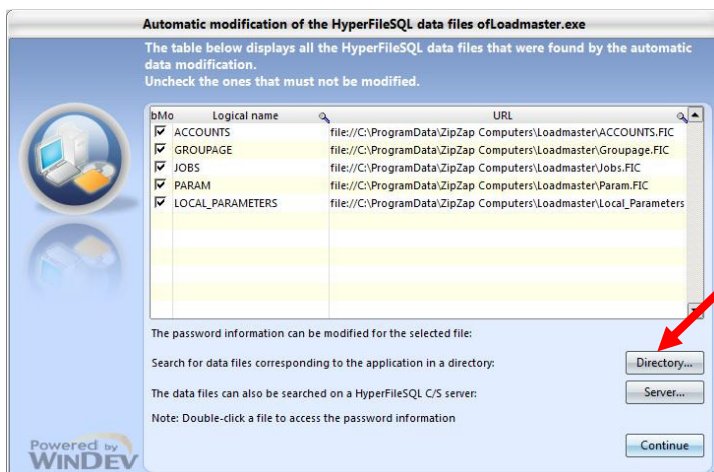 Automatic modification of the HyperFileSQL data files ofLoadmaster.exe
The table below displays all the HyperFileSQL data files that were found by the automatic
data modification.
Uncheck the ones that must not be modified.
bMo Logical name URL
ACCOUNTS file://C:\ProgramData\ZipZap Computers\Loadmaster\ACCOUNTS.FIC
GROUPAGE file://C:\ProgramData\ZipZap Computers\Loadmaster\Groupage.FIC
JOBS file://C:\ProgramData\ZipZap Computers\Loadmaster\Jobs.FIC
PARAM file://C:\ProgramData\ZipZap Computers\Loadmaster\Param.FIC
LOCAL_PARAMETERS file://C:\ProgramData\ZipZap Computers\Loadmaster\Local_Parameters
The password information can be modified for the selected file:
Search for data files corresponding to the application in a directory: Directory...
The data files can also be searched on a HyperFileSQL C/S server: Server...
Note: Double-click a file to access the password information
Continue
Powered by
WINDEV